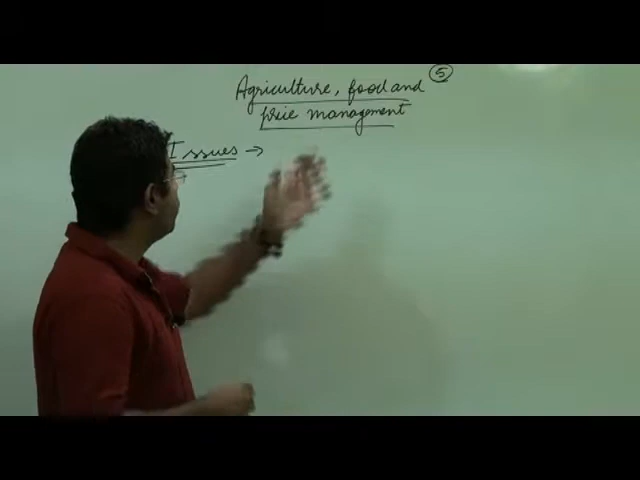 Agriculture, food and 5
price management
Issues →